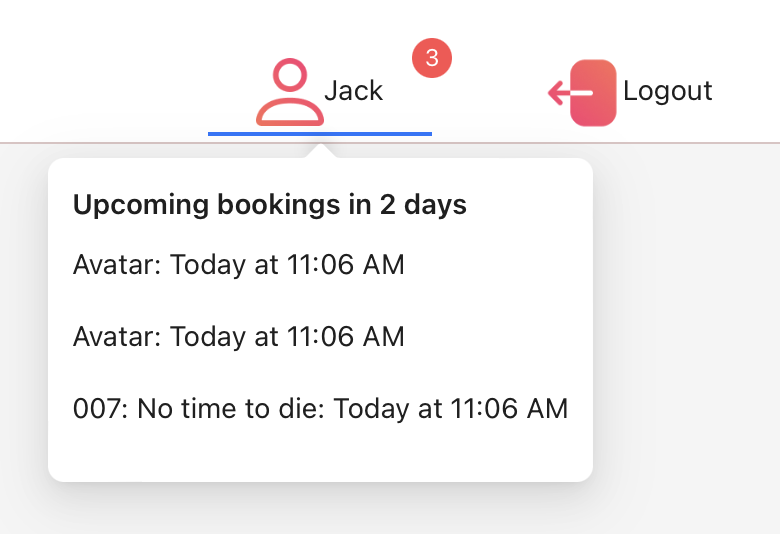 3
Jack
Logout
Upcoming bookings in 2 days
Avatar: Today at 11:06 AM
Avatar: Today at 11:06 AM
007: No time to die: Today at 11:06 AM